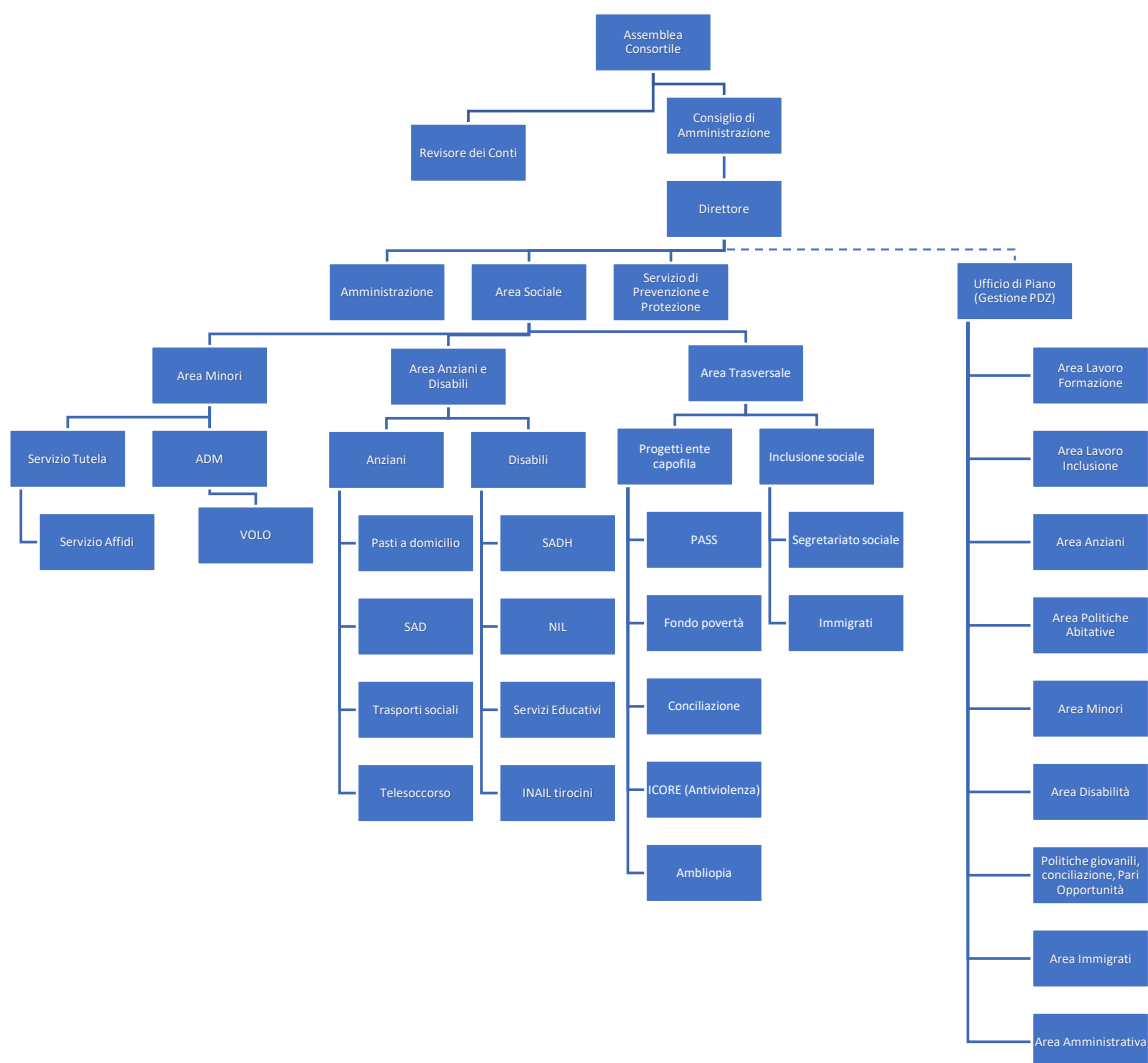 Assemblea
Consortile
Revisore dei Conti
Consiglio di
Amministrazione
Direttore
Amministrazione
Area Sociale
Servizio di
Prevenzione e
Protezione
Ufficio di Piano
(Gestione PDZ)
Area Minori
Area Anziani e
Disabili
Area Trasversale
Servizio Tutela
ADM
Anziani
Disabili
Progetti ente
capofila
Inclusione sociale
Servizio Affidi
VOLO
Pasti a domicilio
SAD
Trasporti sociali
Telesoccorso
SADH
NIL
Servizi Educativi
INAIL tirocini
PASS
Fondo povertà
Conciliazione
ICORE (Antiviolenza)
Ambliopia
Segretariato sociale
Immigrati
Area Lavoro
Formazione
Area Lavoro
Inclusione
Area Anziani
Area Politiche
Abitative
Area Minori
Area Disabilità
Politiche giovanili,
conciliazione, Pari
Opportunità
Area Immigrati
Area Amministrativa